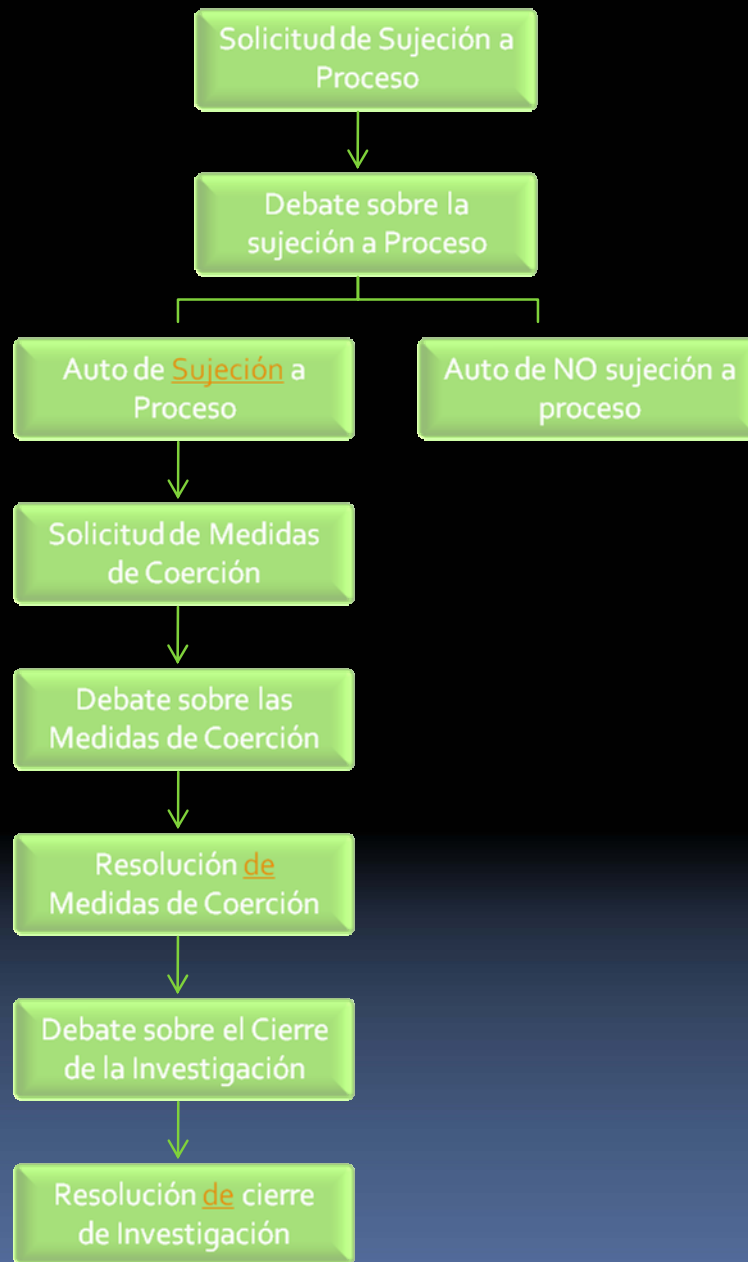 Solicitud de Sujeción a
Proceso
Debate sobre la
sujeción a Proceso
Auto de Sujeción a
Proceso
Auto de NO sujeción a
proceso
Solicitud de Medidas
de Coerción
Debate sobre las
Medidas de Coerción
Resolución de
Medidas de Coerción
Debate sobre el Cierre
de la Investigación
Resolución de cierre
de Investigación